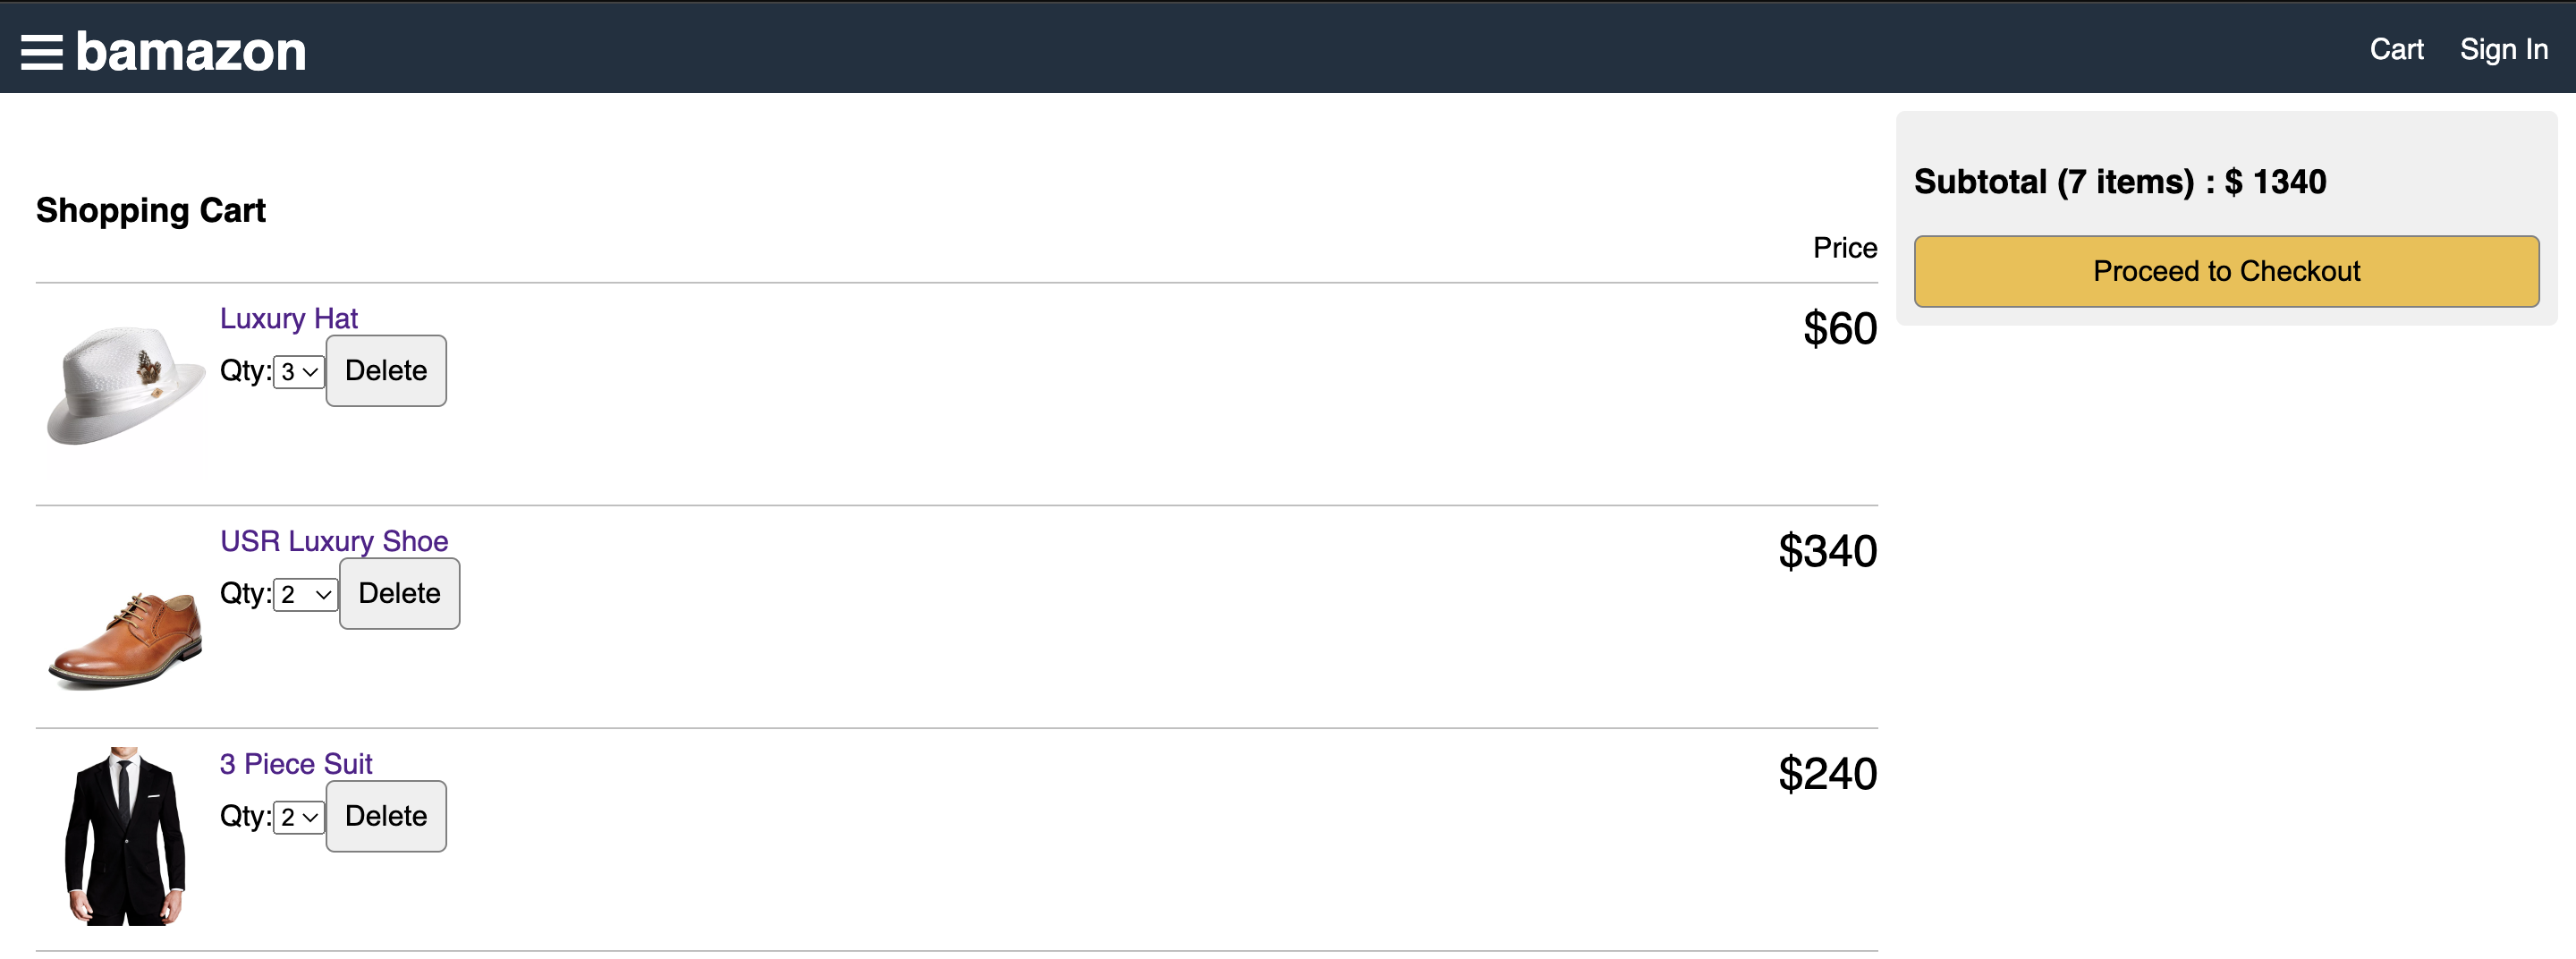 bamazon
Cart Sign In
Shopping Cart
Price
Luxury Hat
$60
Qty: 3 Delete
USR Luxury Shoe
$340
Qty: 2 Delete
3 Piece Suit
$240
Qty: 2 Delete
Subtotal (7 items) : $ 1340
Proceed to Checkout